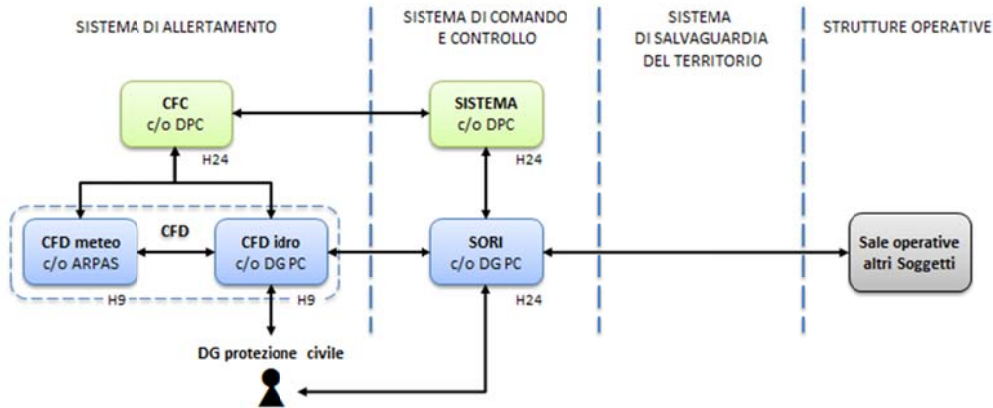 SISTEMA DI ALLERTAMENTO
SISTEMA DI COMANDO
E CONTROLLO
SISTEMA
DI SALVAGUARDIA
DEL TERRITORIO
STRUTTURE OPERATIVE
CFC
c/o DPC
H24
SISTEMA
c/o DPC
H24
CFD meteo
c/o ARPAS
H9
CFD
CFD idro
c/o DG PC
H9
SORI
c/o DG PC
H24
Sale operative
altri Soggetti
DG protezione civile